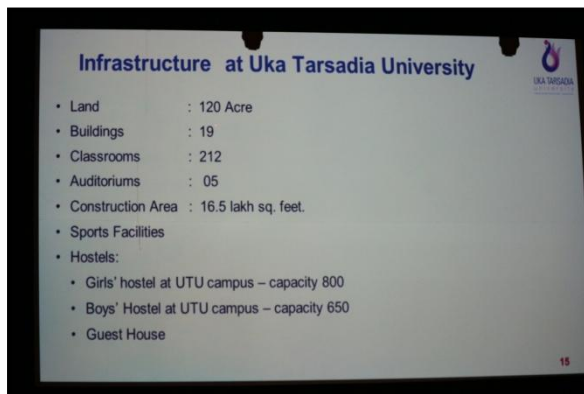 Infrastructure at Uka Tarsadia University
UKA TARSADIA
university
• Land : 120 Acre
• Buildings : 19
• Classrooms : 212
• Auditoriums : 05
• Construction Area : 16.5 lakh sq. feet.
• Sports Facilities
• Hostels:
• Girls' hostel at UTU campus – capacity 800
• Boys' Hostel at UTU campus – capacity 650
• Guest House
15